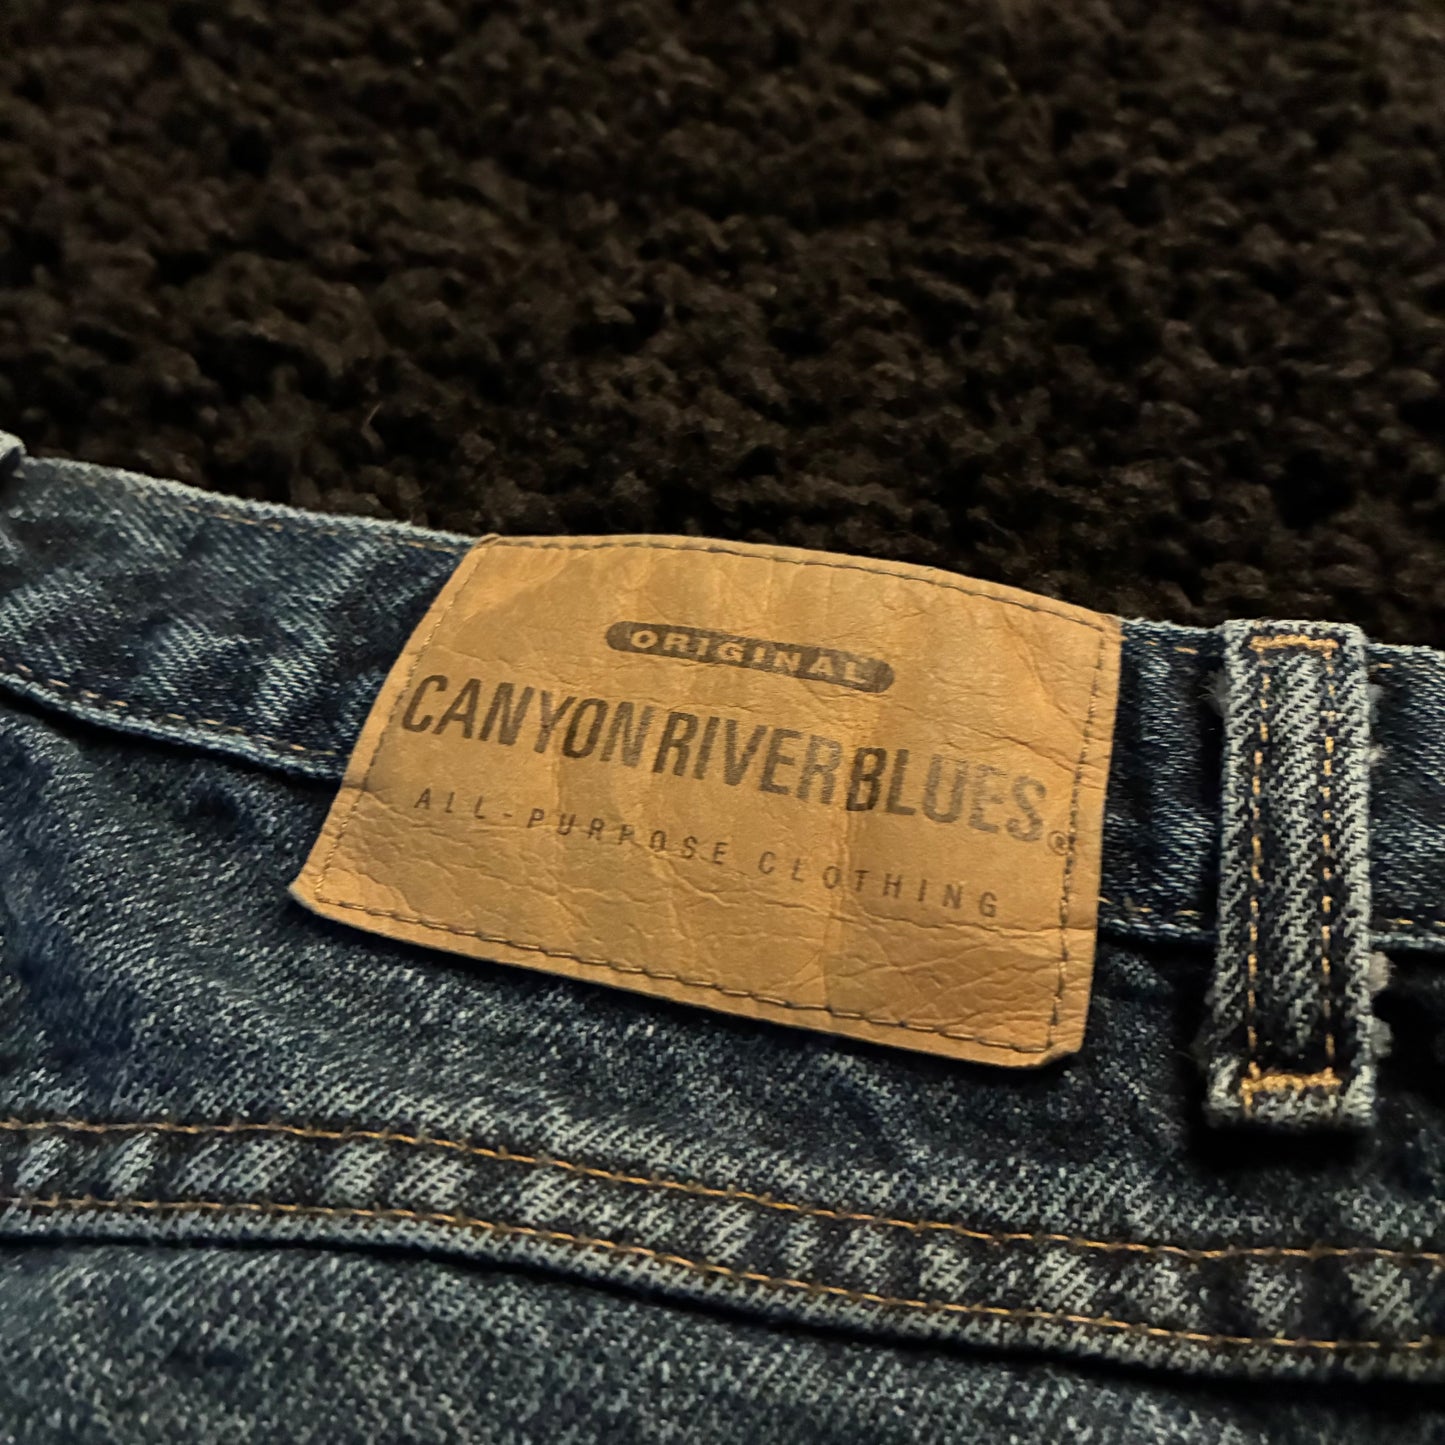 ORIGINAL
CANYON RIVER BLUES®
ALL-PURPOSE CLOTHING